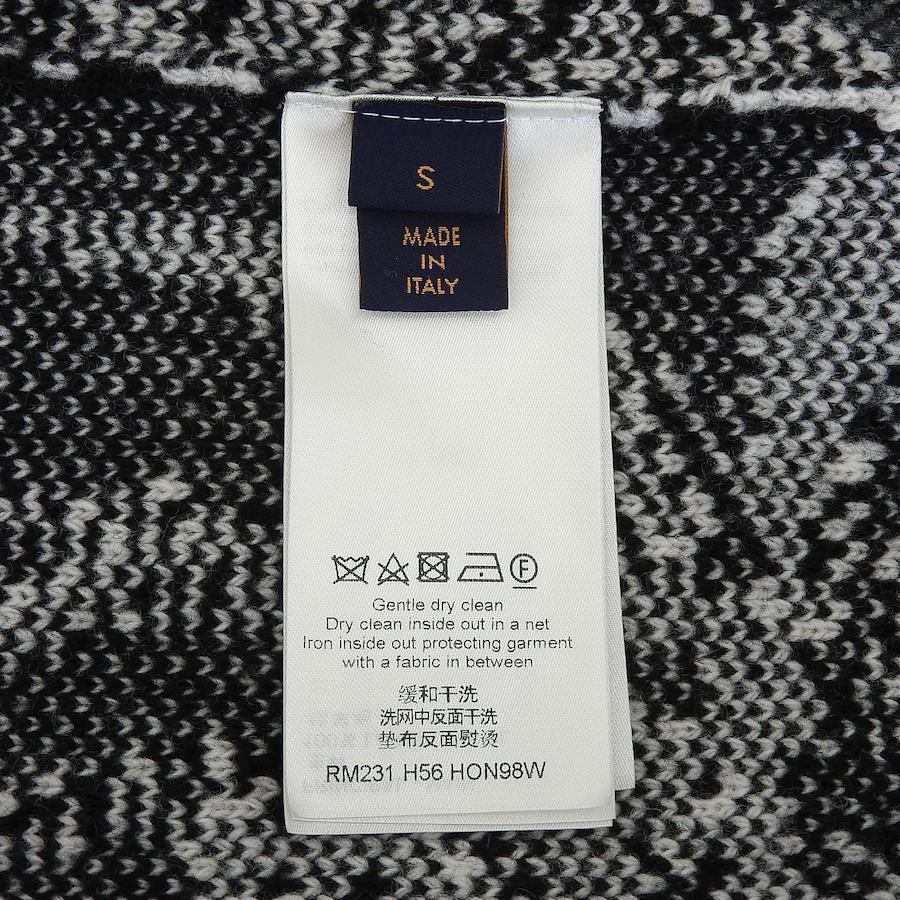 S
MADE
IN
ITALY
F
Gentle dry clean
Dry clean inside out in a net
Iron inside out protecting garment
with a fabric in between
缓和干洗
洗网中反面干洗
垫布反面熨烫
RM231 H56 HON98W